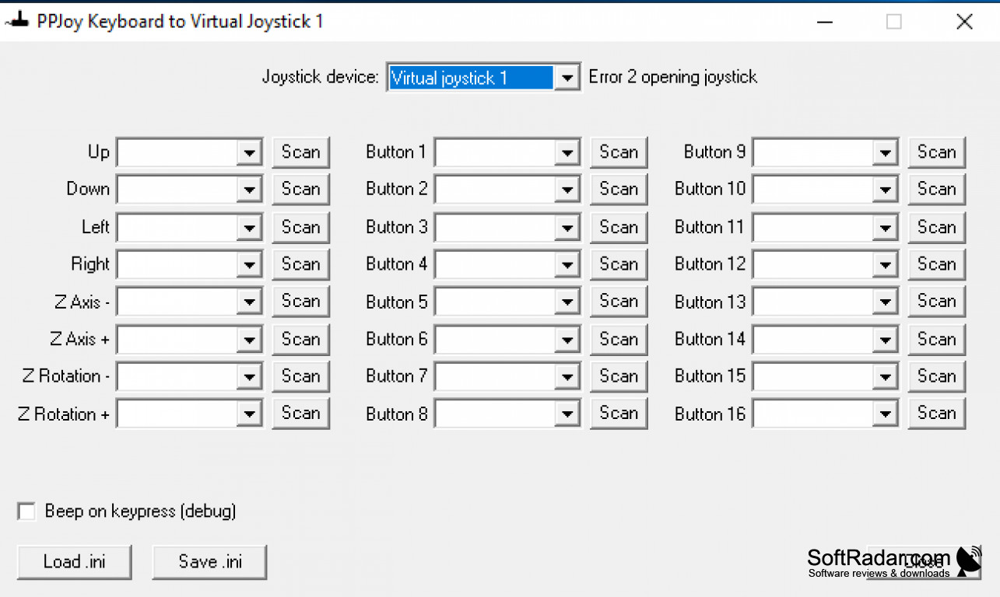 PPJoy Keyboard to Virtual Joystick 1
Joystick device: Virtual joystick 1 Error 2 opening joystick
Up Scan Button 1 Scan Button 9 Scan
Down Scan Button 2 Scan Button 10 Scan
Left Scan Button 3 Scan Button 11 Scan
Right Scan Button 4 Scan Button 12 Scan
Z Axis - Scan Button 5 Scan Button 13 Scan
Z Axis + Scan Button 6 Scan Button 14 Scan
Z Rotation - Scan Button 7 Scan Button 15 Scan
Z Rotation + Scan Button 8 Scan Button 16 Scan
Beep on keypress (debug)
Load .ini Save .ini Close
SoftRadar.com
Software reviews & downloads